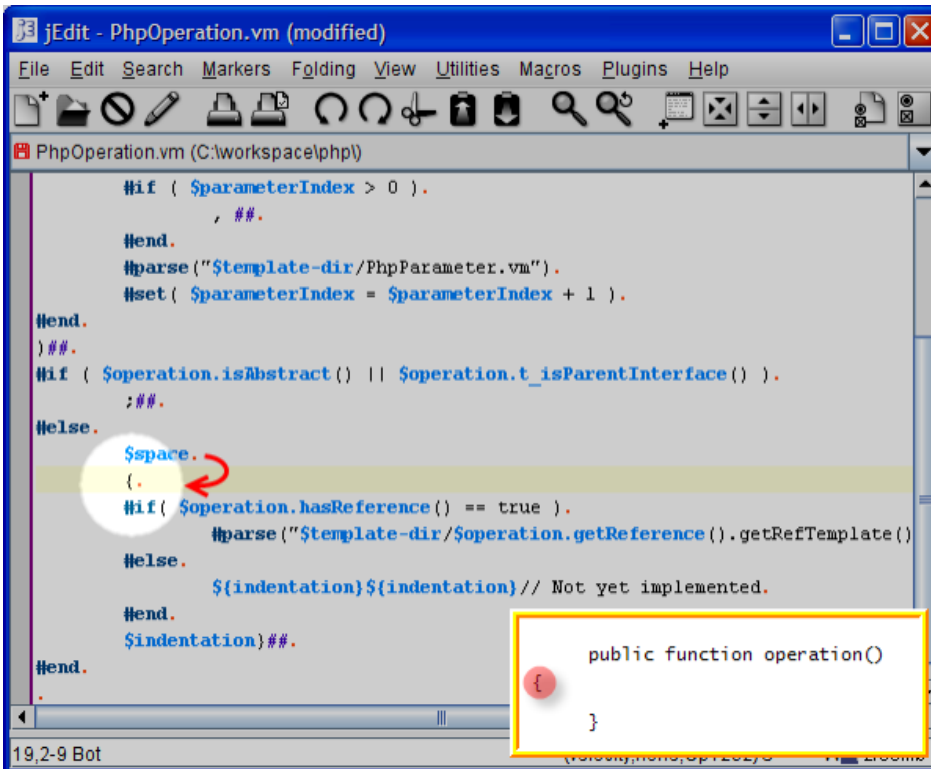 jEdit - PhpOperation.vm (modified)
File Edit Search Markers Folding View Utilities Macros Plugins Help
PhpOperation.vm (C:\workspace\php\)
#if ( $parameterIndex > 0 ).
, ##.
#end.
#parse("$template-dir/PhpParameter.vm").
#set( $parameterIndex = $parameterIndex + 1 ).
#end.
)##.
#if ( $operation.isAbstract() || $operation.t_isParentInterface() ).
;##.
#else.
$space.
{.
#if( $operation.hasReference() == true ).
#parse("$template-dir/$operation.getReference().getRefTemplate()
#else.
${indentation}${indentation}// Not yet implemented.
#end.
$indentation}##.
#end.
.
public function operation()
{
}
19,2-9 Bot